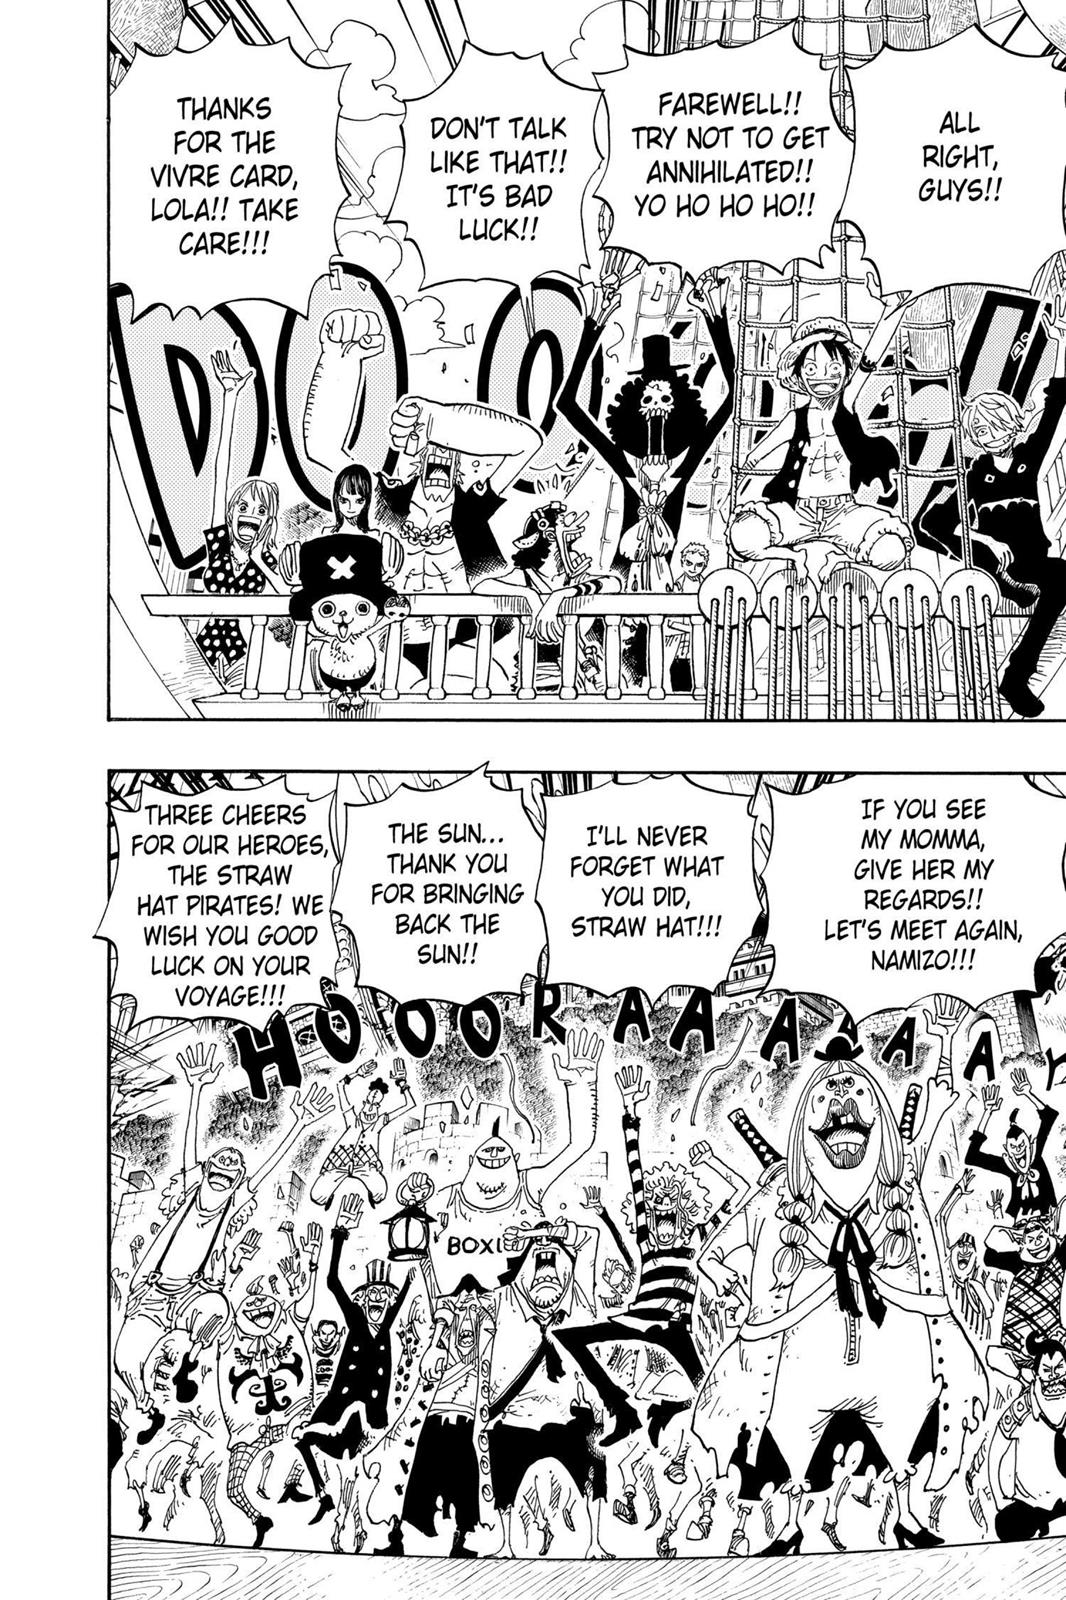 ALL
RIGHT,
GUYS!!
FAREWELL!!
TRY NOT TO GET
ANNIHILATED!!
YO HO HO HO!!
DON'T TALK
LIKE THAT!!
IT'S BAD
LUCK!!
THANKS
FOR THE
VIVRE CARD,
LOLA!! TAKE
CARE!!!
IF YOU SEE
MY MOMMA,
GIVE HER MY
REGARDS!!
LET'S MEET AGAIN,
NAMIZO!!!
I'LL NEVER
FORGET WHAT
YOU DID,
STRAW HAT!!!
THE SUN...
THANK YOU
FOR BRINGING
BACK THE
SUN!!
THREE CHEERS
FOR OUR HEROES,
THE STRAW
HAT PIRATES! WE
WISH YOU GOOD
LUCK ON YOUR
VOYAGE!!!
HOOORAAAAAA
BOXI